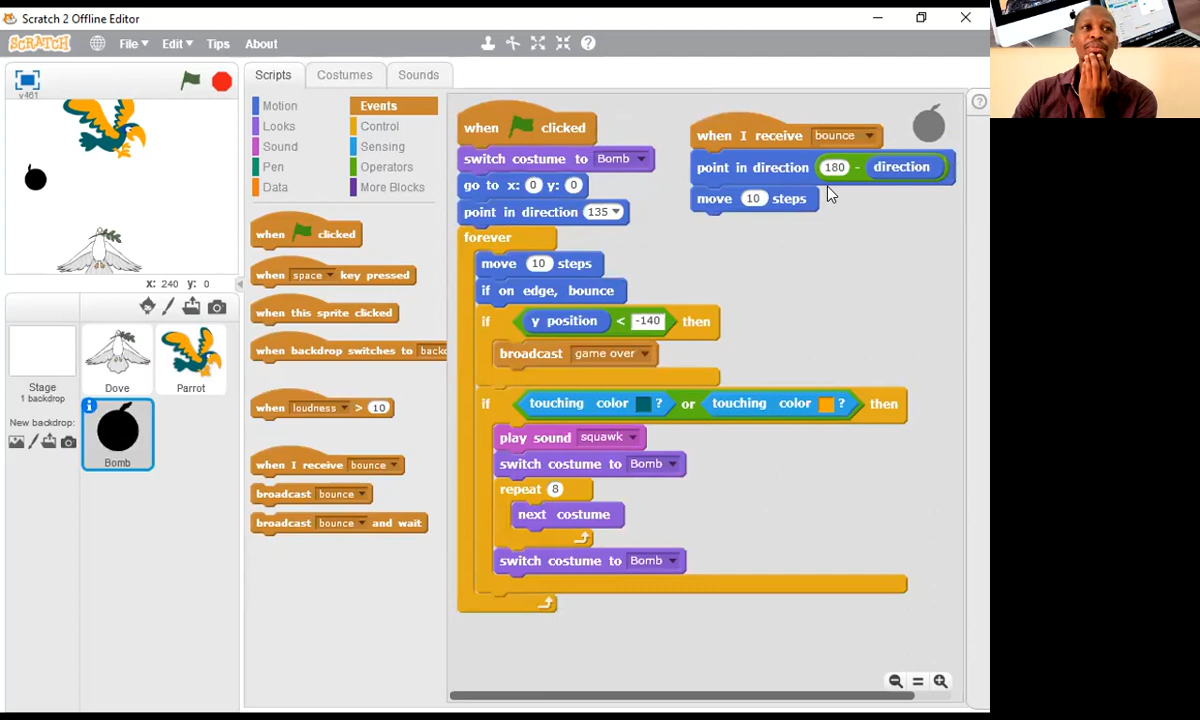 Scratch 2 Offline Editor
SCRATCH File Edit Tips About
v461
x: 240 y: 0
Stage
1 backdrop
New backdrop:
Dove
Parrot
Bomb
Scripts Costumes Sounds
Motion Events
Looks Control
Sound Sensing
Pen Operators
Data More Blocks
when clicked
when space key pressed
when this sprite clicked
when backdrop switches to
when loudness > 10
when I receive bounce
broadcast bounce
broadcast bounce and wait
when clicked
switch costume to Bomb
go to x: 0 y: 0
point in direction 135
forever
move 10 steps
if on edge, bounce
if y position < -140 then
broadcast game over
if touching color ? or touching color ? then
play sound squawk
switch costume to Bomb
repeat 8
next costume
switch costume to Bomb
when I receive bounce
point in direction 180 - direction
move 10 steps